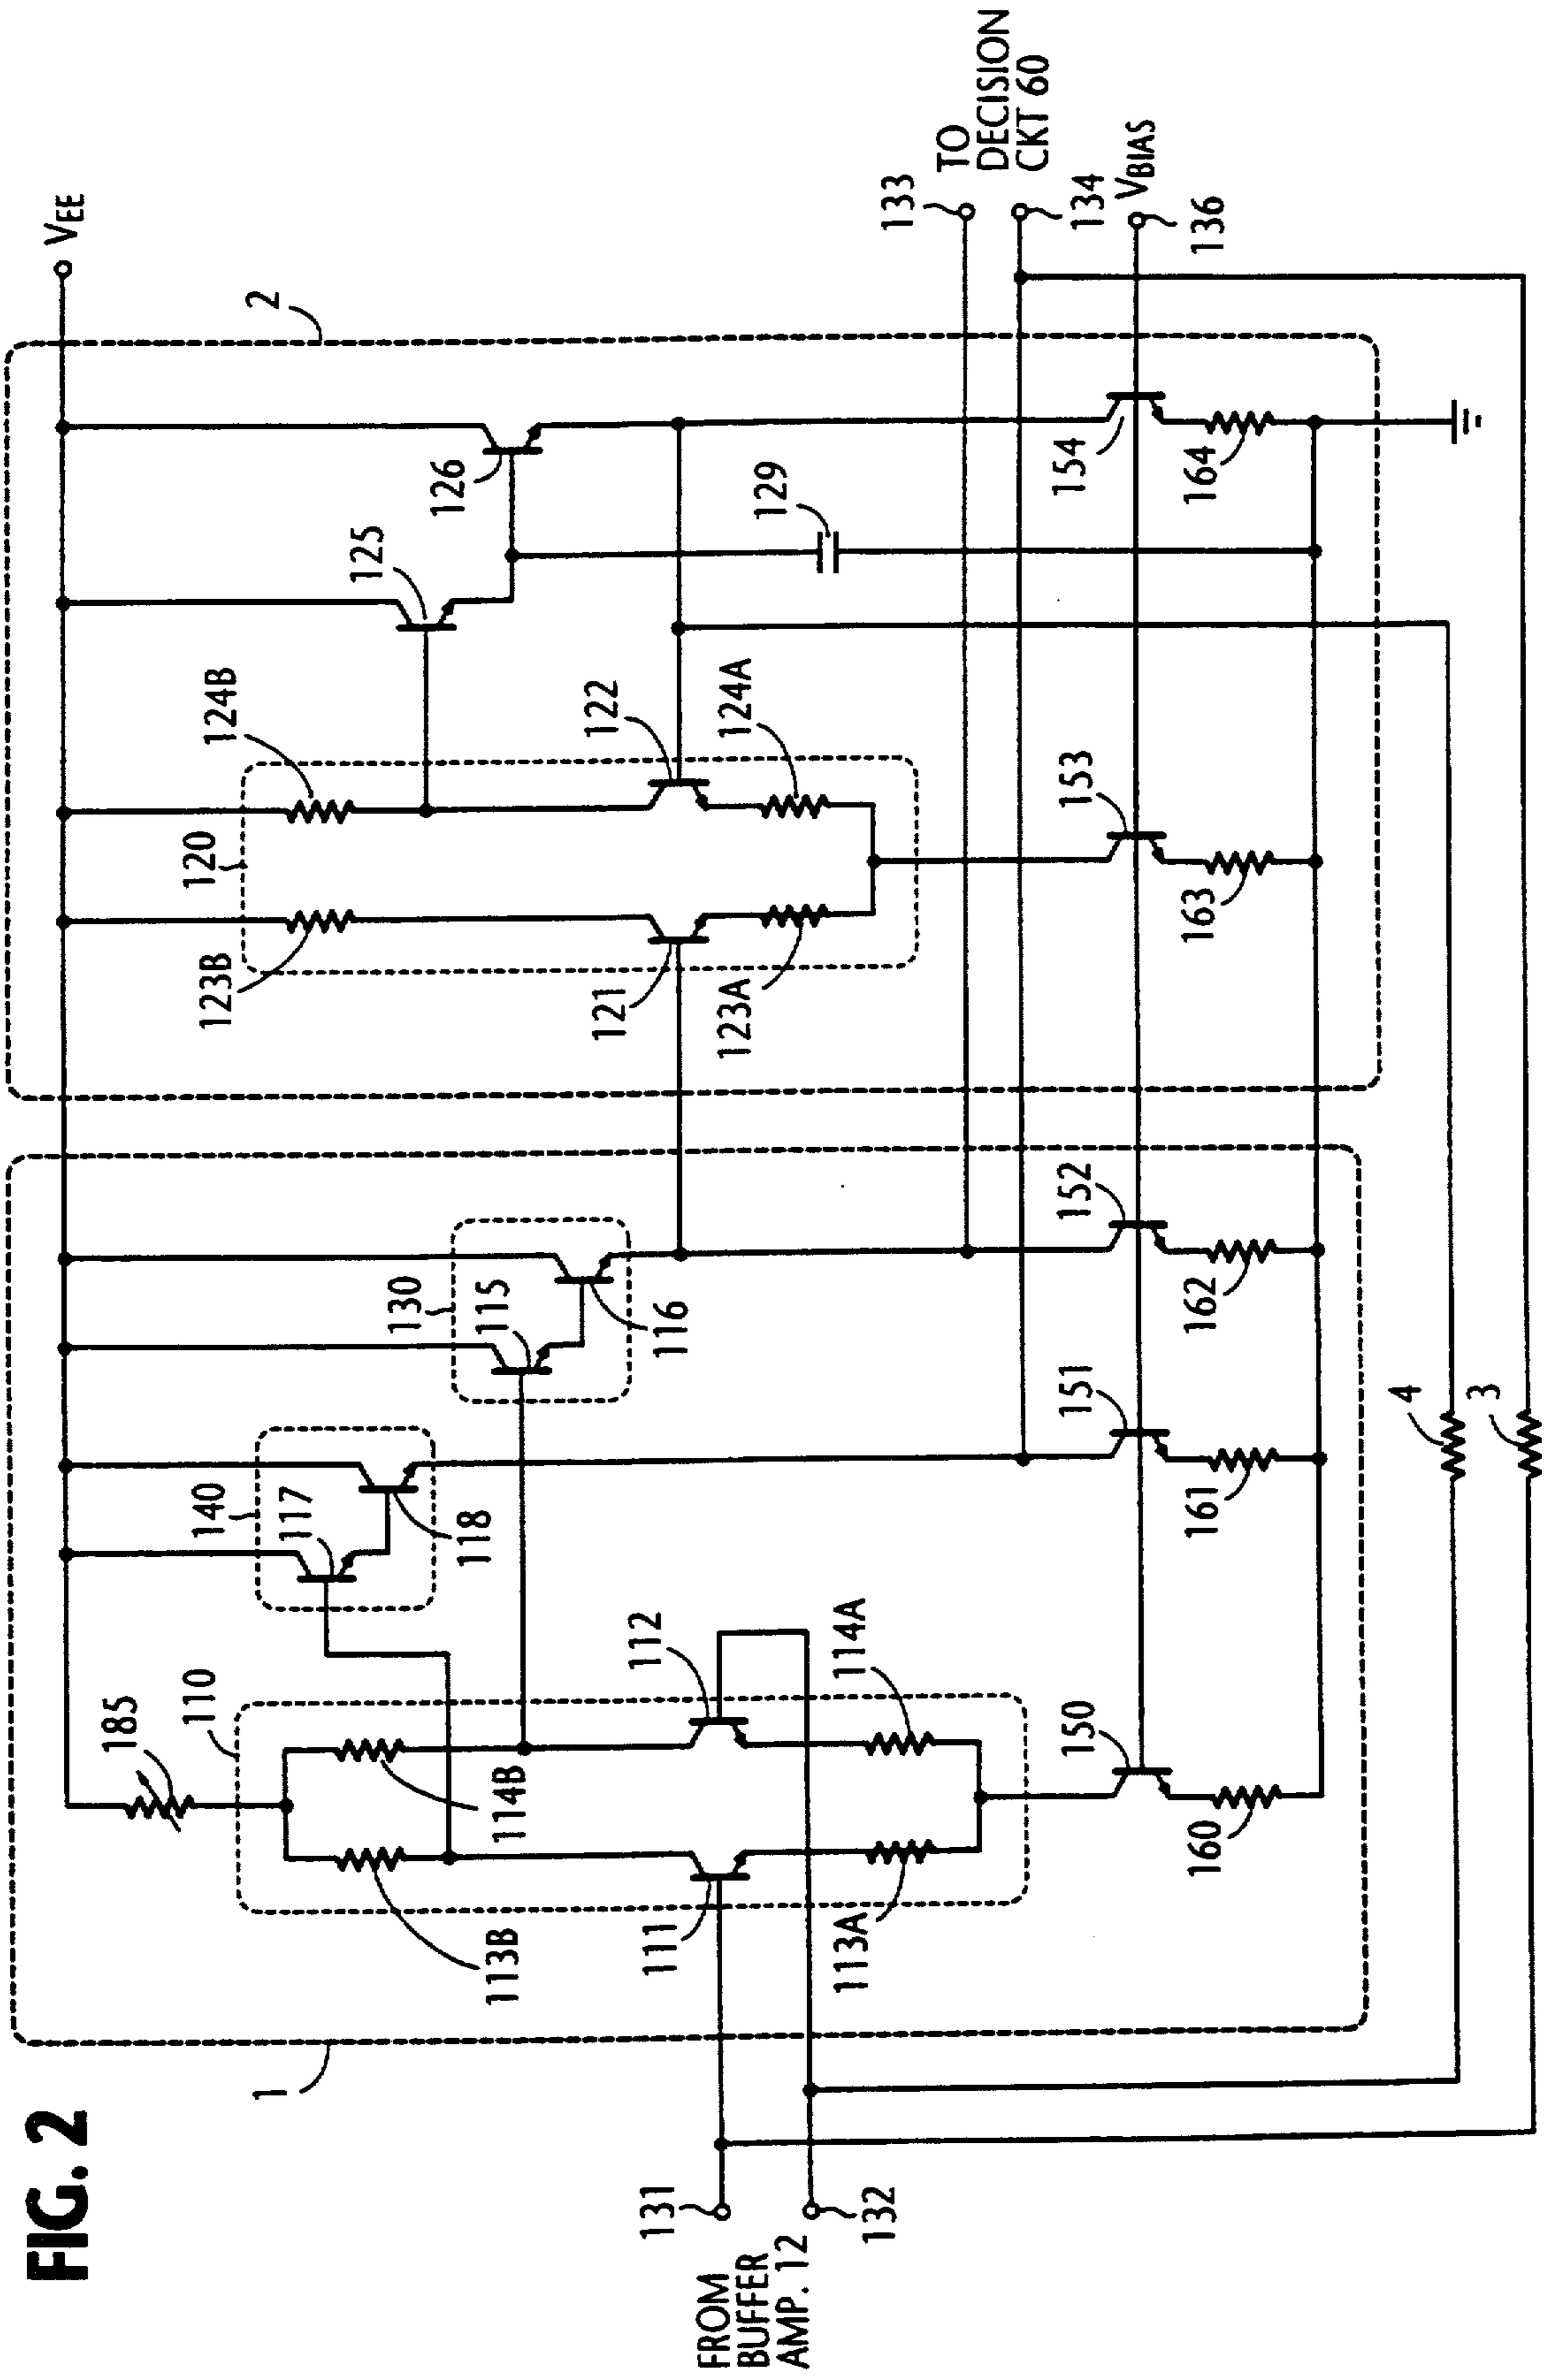 FIG. 2
VEE
2
1
185
110
140
117
118
130
115
116
113B
114B
111
112
113A
114A
120
123B
124B
121
122
123A
124A
125
126
129
131
132
FROM
BUFFER
AMP. 12
133
134
TO
DECISION
CKT 60
VBIAS
136
150
151
152
153
154
160
161
162
163
164
4
3